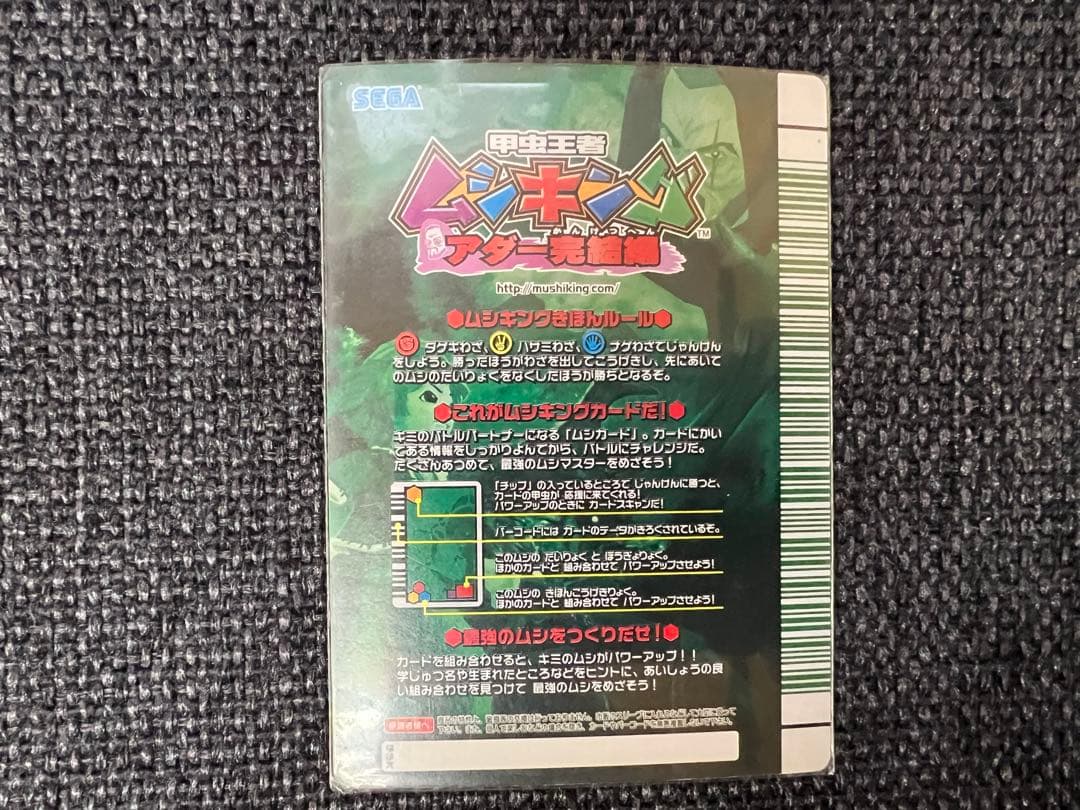 SEGA
甲虫王者
ムシキング
TM
アダー完結編
http://mushiking.com/
ムシキングきほんルール
ダゲキわざ、 ハサミわざ、 ナゲわざでじゃんけん
をしよう。勝ったほうがわざを出してこうげきし、先にあいて
のムシのたいりょくをなくしたほうが勝ちとなるぞ。
これがムシキングカードだ!
キミのバトルパートナーになる「ムシカード」。カードにかい
てある情報をしっかりよんでから、バトルにチャレンジだ。
たくさんあつめて、最強のムシマスターをめざそう!
「チップ」の入っているところで じゃんけんに勝つと、
カードの甲虫が 応援に来てくれる!
パワーアップのときに カードスキャンだ!
バーコードには カードのデータがきろくされているぞ。
このムシの たいりょく と ぼうぎょりょく。
ほかのカードと 組み合わせて パワーアップさせよう!
このムシの きほんこうげきりょく。
ほかのカードと 組み合わせて パワーアップさせよう!
最強のムシをつくりだせ!
カードを組み合わせると、キミのムシがパワーアップ!!
学じゅつ名や生まれたところなどをヒントに、あいしょうの良
い組み合わせを見つけて 最強のムシをめざそう!
保護者様へ